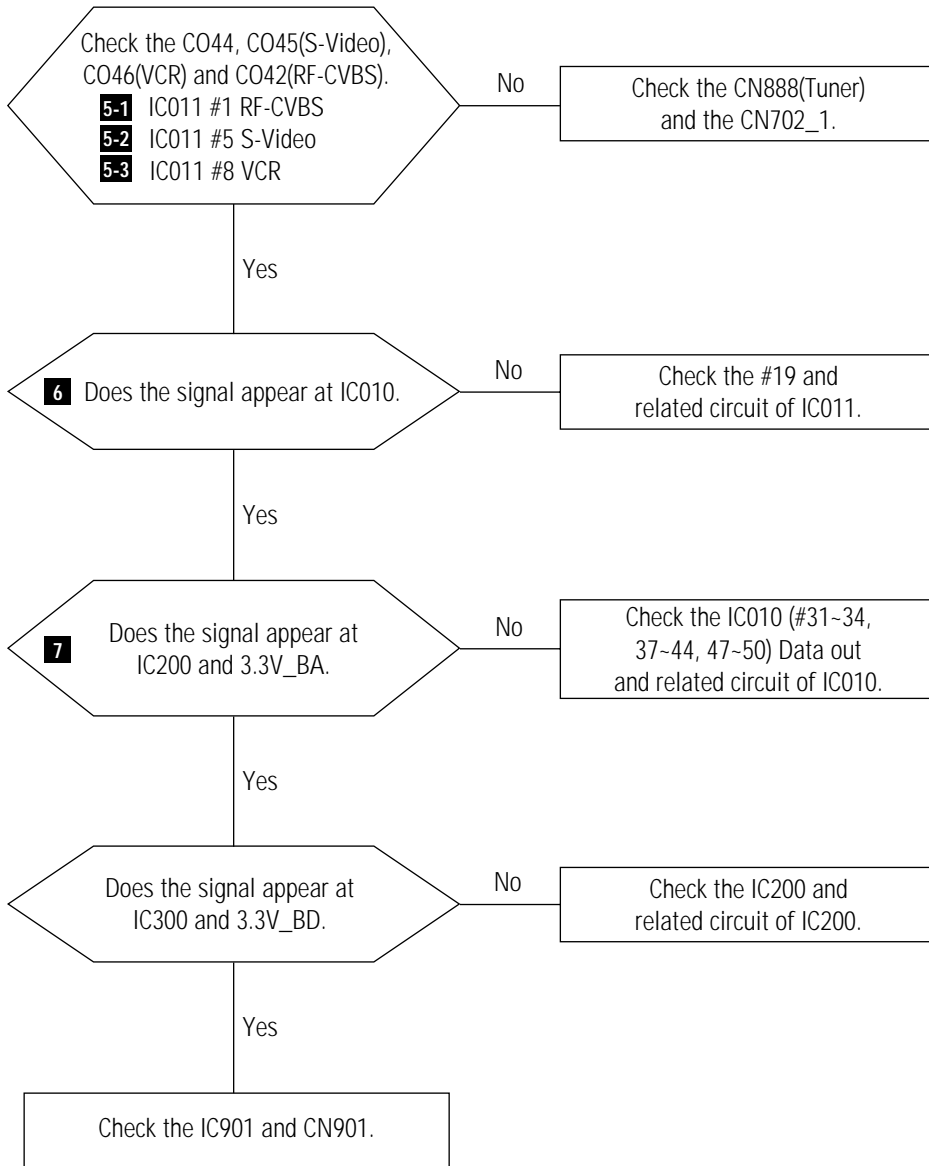 Check the CO44, CO45(S-Video),
CO46(VCR) and CO42(RF-CVBS).
5-1 IC011 #1 RF-CVBS
5-2 IC011 #5 S-Video
5-3 IC011 #8 VCR
No
Check the CN888(Tuner)
and the CN702_1.
Yes
6 Does the signal appear at IC010.
No
Check the #19 and
related circuit of IC011.
Yes
7 Does the signal appear at
IC200 and 3.3V_BA.
No
Check the IC010 (#31~34,
37~44, 47~50) Data out
and related circuit of IC010.
Yes
Does the signal appear at
IC300 and 3.3V_BD.
No
Check the IC200 and
related circuit of IC200.
Yes
Check the IC901 and CN901.